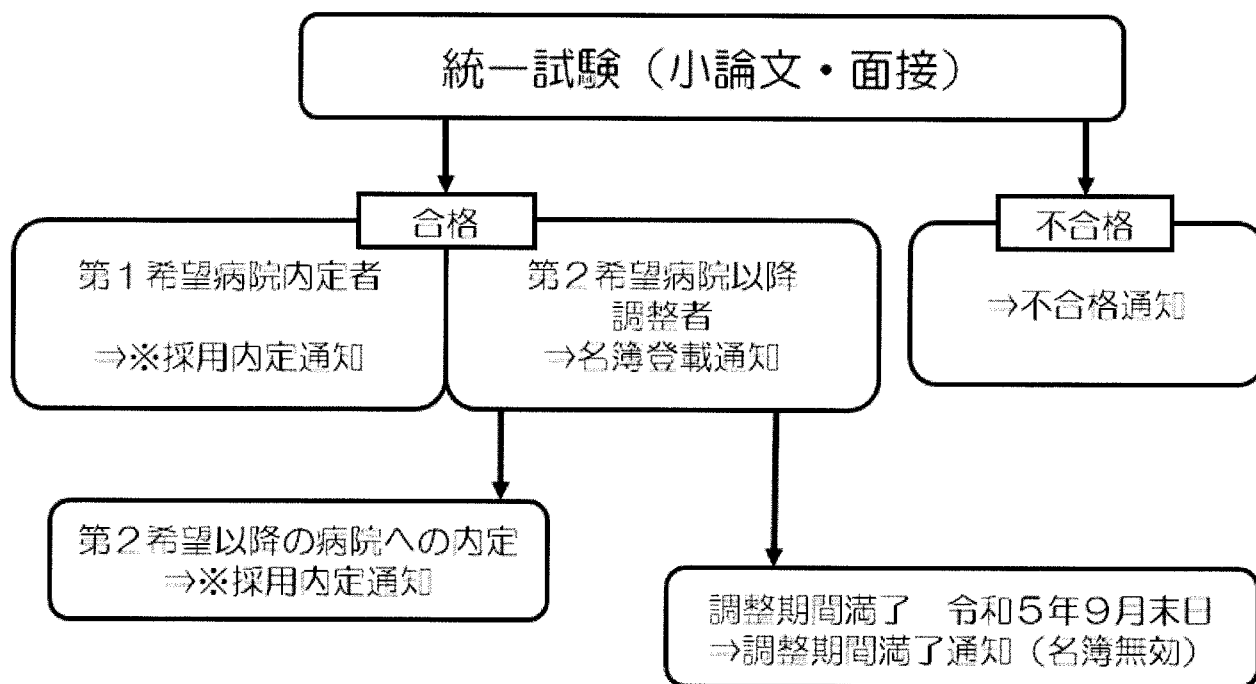 統一試験（小論文・面接）
合格
不合格
第１希望病院内定者
⇒※採用内定通知
第２希望病院以降
調整者
⇒名簿登載通知
⇒不合格通知
第２希望以降の病院への内定
⇒※採用内定通知
調整期間満了　令和５年９月末日
⇒調整期間満了通知（名簿無効）